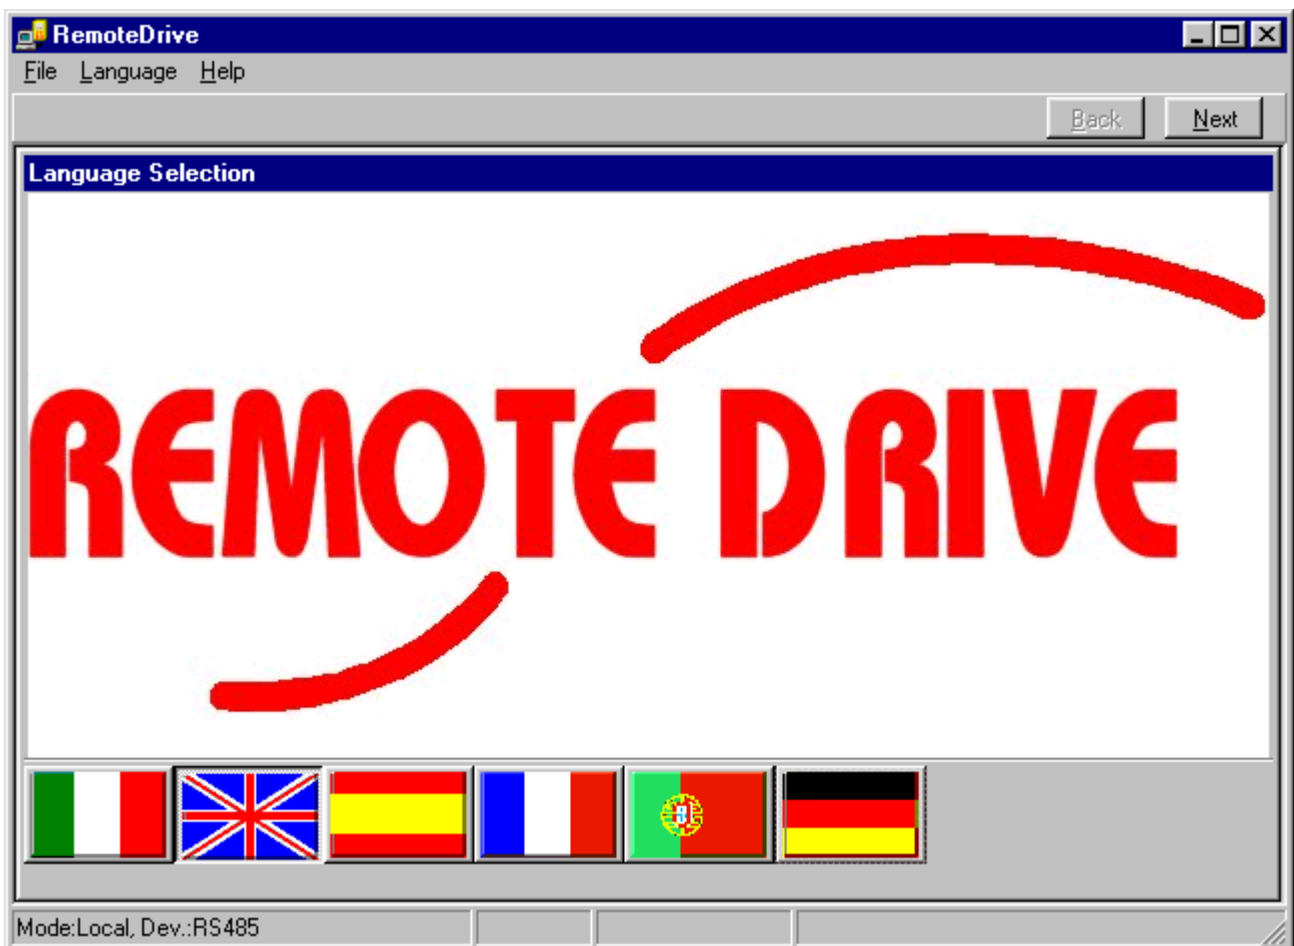 RemoteDrive
File Language Help
Back Next
Language Selection
REMOTE DRIVE
Mode:Local, Dev.:RS485